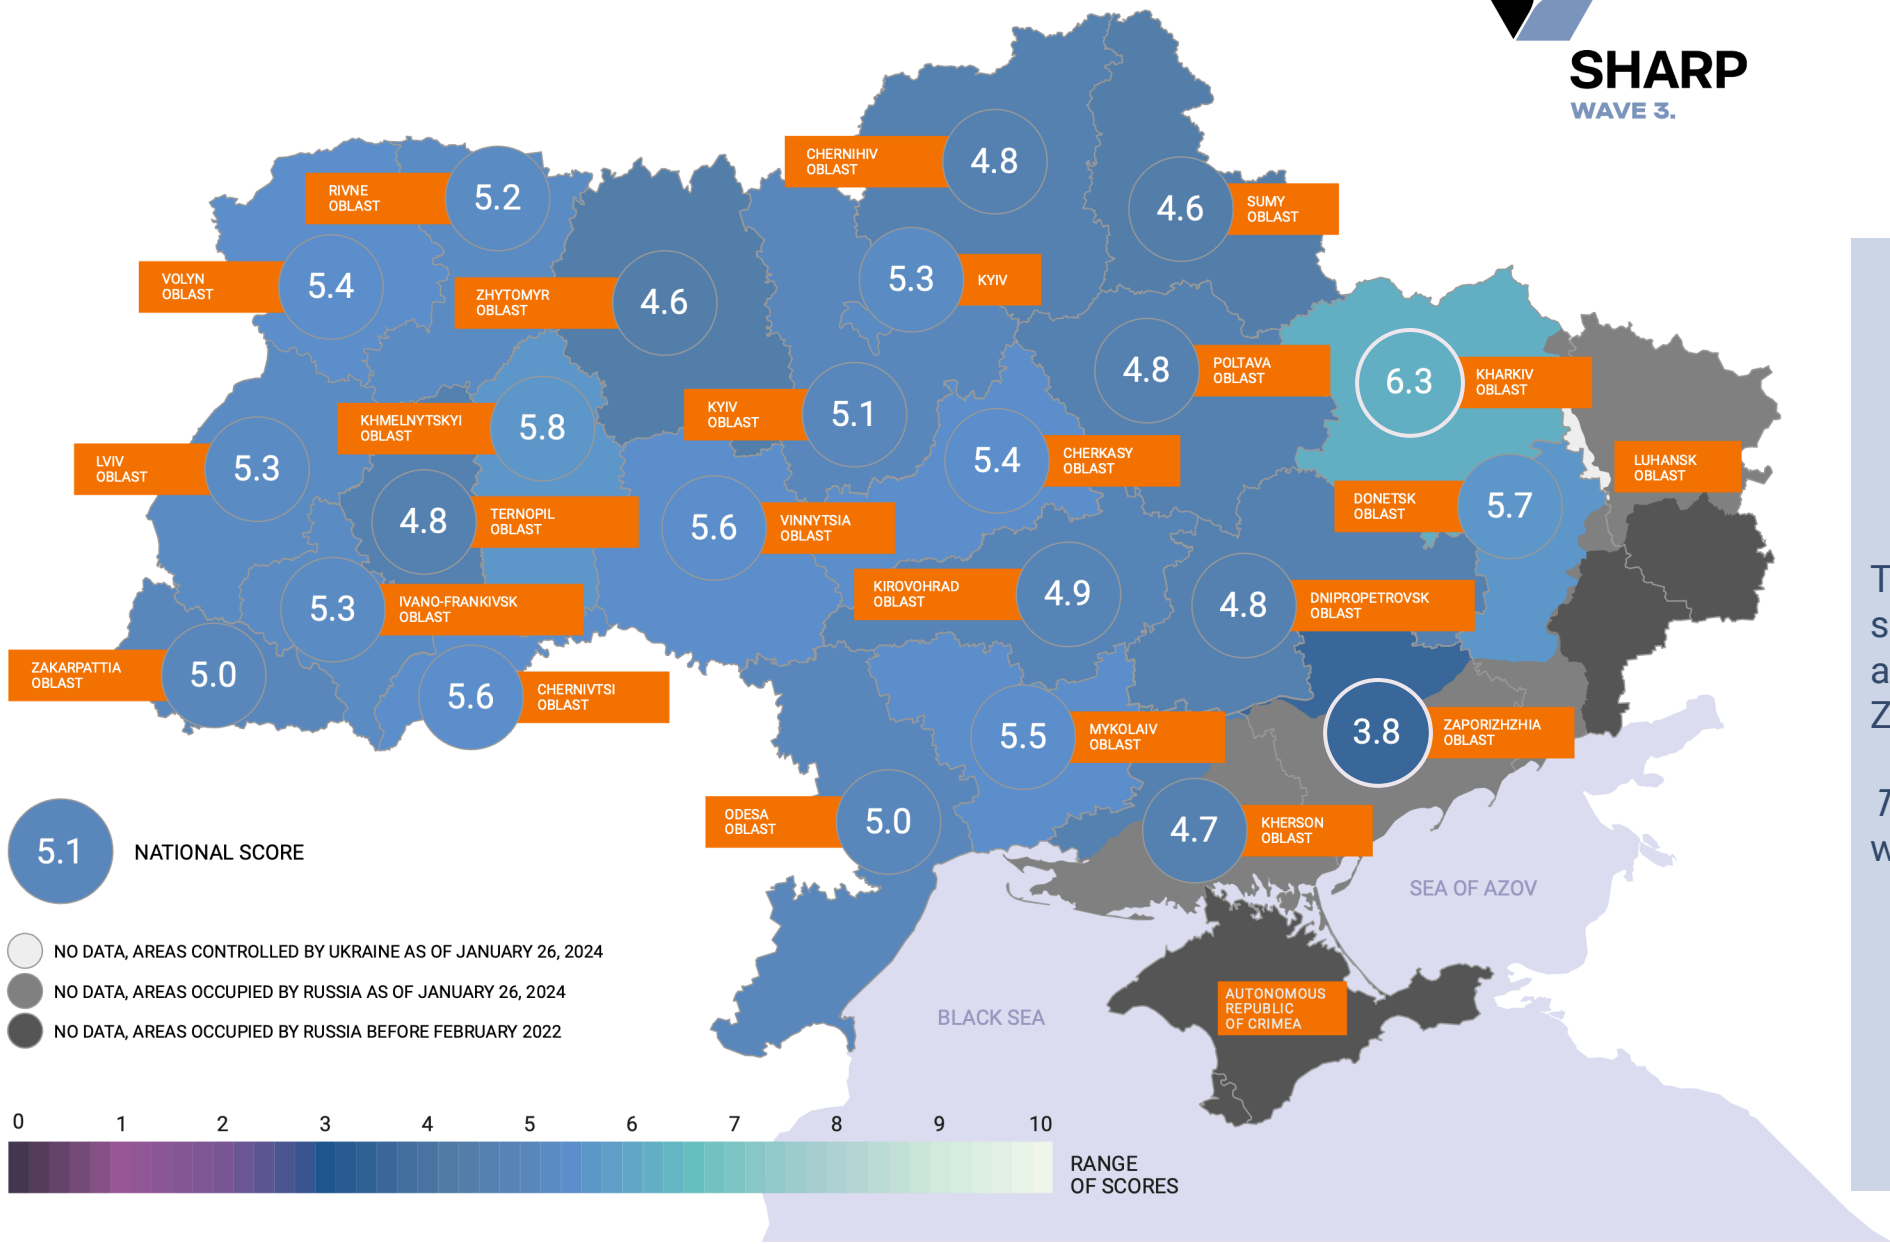 SHARP
WAVE 3.
CHERNIHIV
OBLAST
4.8
RIVNE
OBLAST
5.2
4.6
SUMY
OBLAST
VOLYN
OBLAST
5.4
ZHYTOMYR
OBLAST
4.6
5.3
KYIV
4.8
POLTAVA
OBLAST
6.3
KHARKIV
OBLAST
KHMELNYTSKYI
OBLAST
5.8
KYIV
OBLAST
5.1
5.4
CHERKASY
OBLAST
LVIV
OBLAST
5.3
LUHANSK
OBLAST
DONETSK
OBLAST
5.7
4.8
TERNOPIL
OBLAST
5.6
VINNYTSIA
OBLAST
5.3
IVANO-FRANKIVSK
OBLAST
KIROVOHRAD
OBLAST
4.9
4.8
DNIPROPETROVSK
OBLAST
ZAKARPATTIA
OBLAST
5.0
5.6
CHERNIVTSI
OBLAST
5.5
MYKOLAIV
OBLAST
3.8
ZAPORIZHZHIA
OBLAST
ODESA
OBLAST
5.0
4.7
KHERSON
OBLAST
5.1
NATIONAL SCORE
SEA OF AZOV
NO DATA, AREAS CONTROLLED BY UKRAINE AS OF JANUARY 26, 2024
NO DATA, AREAS OCCUPIED BY RUSSIA AS OF JANUARY 26, 2024
NO DATA, AREAS OCCUPIED BY RUSSIA BEFORE FEBRUARY 2022
AUTONOMOUS
REPUBLIC
OF CRIMEA
BLACK SEA
0 1 2 3 4 5 6 7 8 9 10
RANGE
OF SCORES